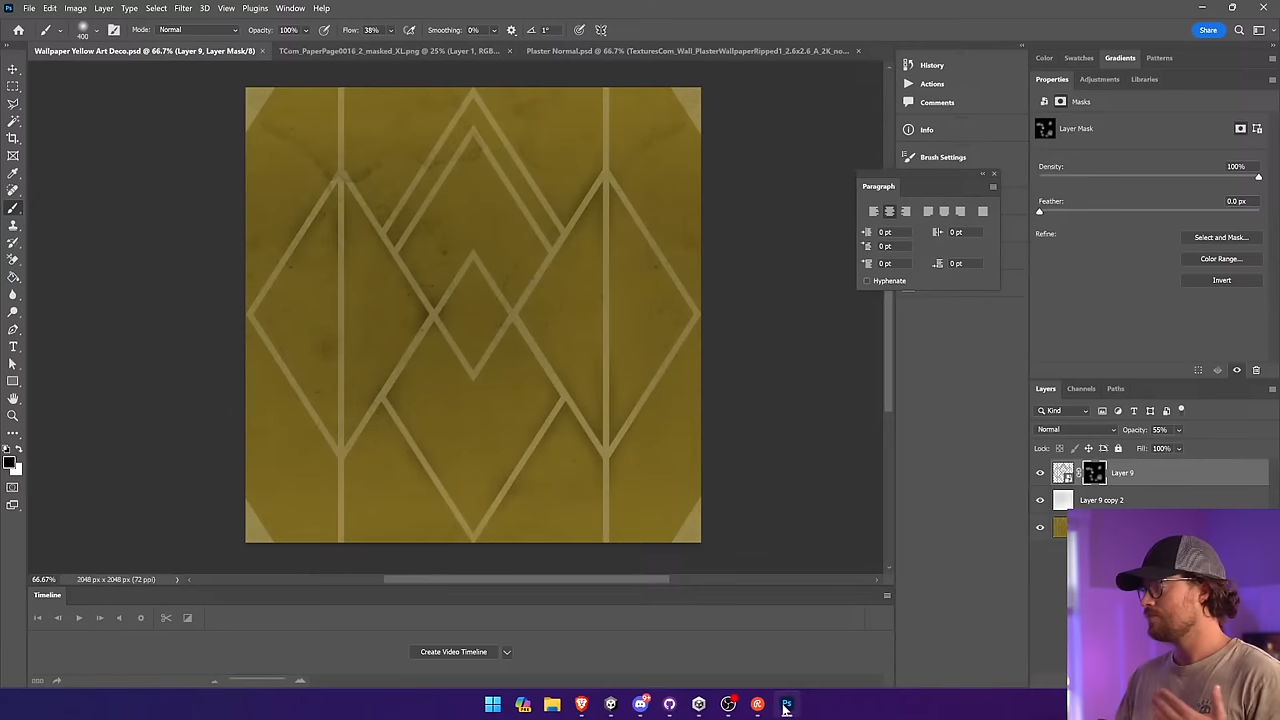 File Edit Image Layer Type Select Filter 3D View Plugins Window Help
Mode: Normal Opacity: 100% Flow: 38% Smoothing: 0% 1° Share
400
Wallpaper Yellow Art Deco.psd @ 66.7% (Layer 9, Layer Mask/8) × TCom_PaperPage0016_2_masked_XL.png @ 25% (Layer 1, RGB... × Plaster Normal.psd @ 66.7% (TexturesCom_Wall_PlasterWallpaperRipped1_2.6x2.6_A_2K_no... ×
History
Actions
Comments
Info
Brush Settings
Paragraph
0 pt 0 pt
0 pt
0 pt 0 pt
Hyphenate
Color Swatches Gradients Patterns
Properties Adjustments Libraries
Masks
Layer Mask
Density: 100%
Feather: 0.0 px
Refine: Select and Mask...
Color Range...
Invert
Layers Channels Paths
Kind
Normal Opacity: 55%
Lock: Fill: 100%
Layer 9
Layer 9 copy 2
66.67% 2048 px x 2048 px (72 ppi)
Timeline
Create Video Timeline
Ps